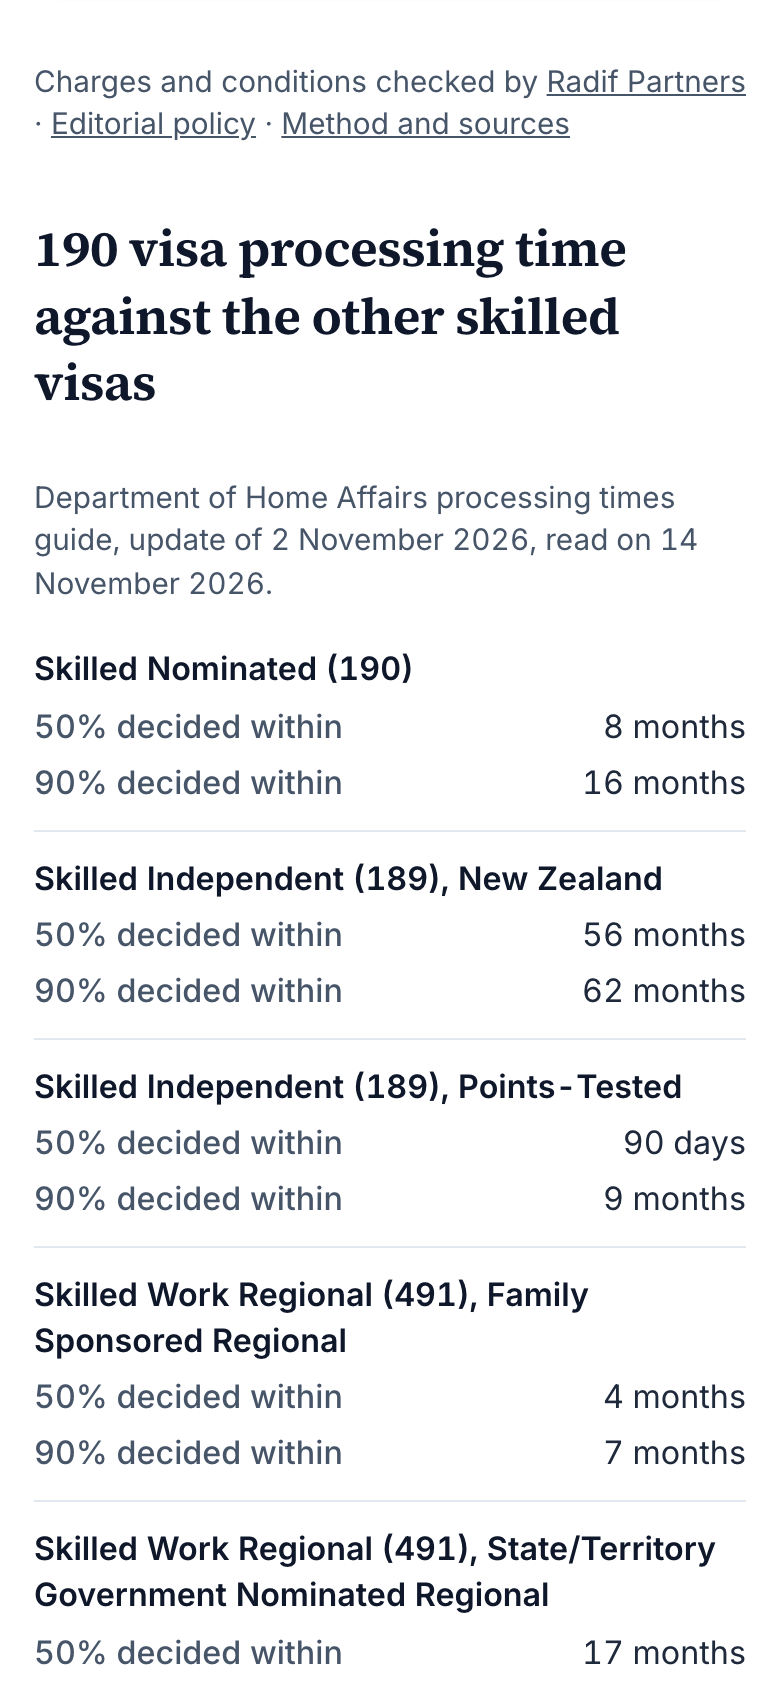 Charges and conditions checked by Radif Partners
· Editorial policy · Method and sources
190 visa processing time
against the other skilled
visas
Department of Home Affairs processing times
guide, update of 2 November 2026, read on 14
November 2026.
Skilled Nominated (190)
50% decided within 8 months
90% decided within 16 months
Skilled Independent (189), New Zealand
50% decided within 56 months
90% decided within 62 months
Skilled Independent (189), Points-Tested
50% decided within 90 days
90% decided within 9 months
Skilled Work Regional (491), Family
Sponsored Regional
50% decided within 4 months
90% decided within 7 months
Skilled Work Regional (491), State/Territory
Government Nominated Regional
50% decided within 17 months